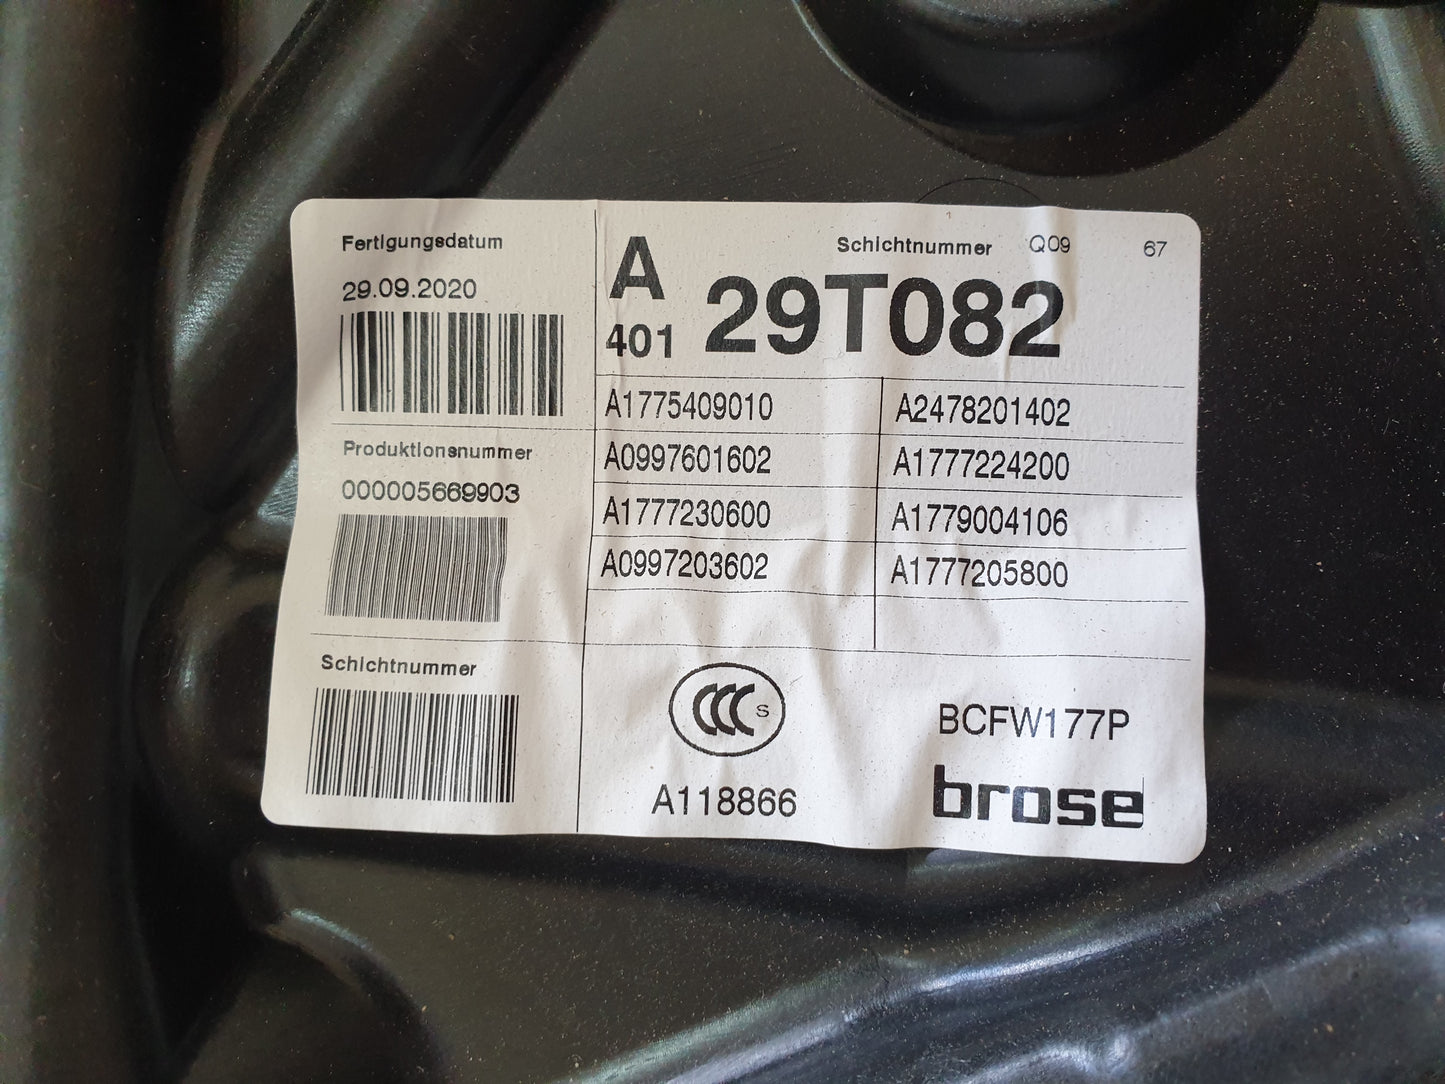 Fertigungsdatum
29.09.2020
Produktionsnummer
000005669903
Schichtnummer
A
401
Schichtnummer Q09 67
29T082
A1775409010 A2478201402
A0997601602 A1777224200
A1777230600 A1779004106
A0997203602 A1777205800
CCC S
A118866
BCFW177P
brose